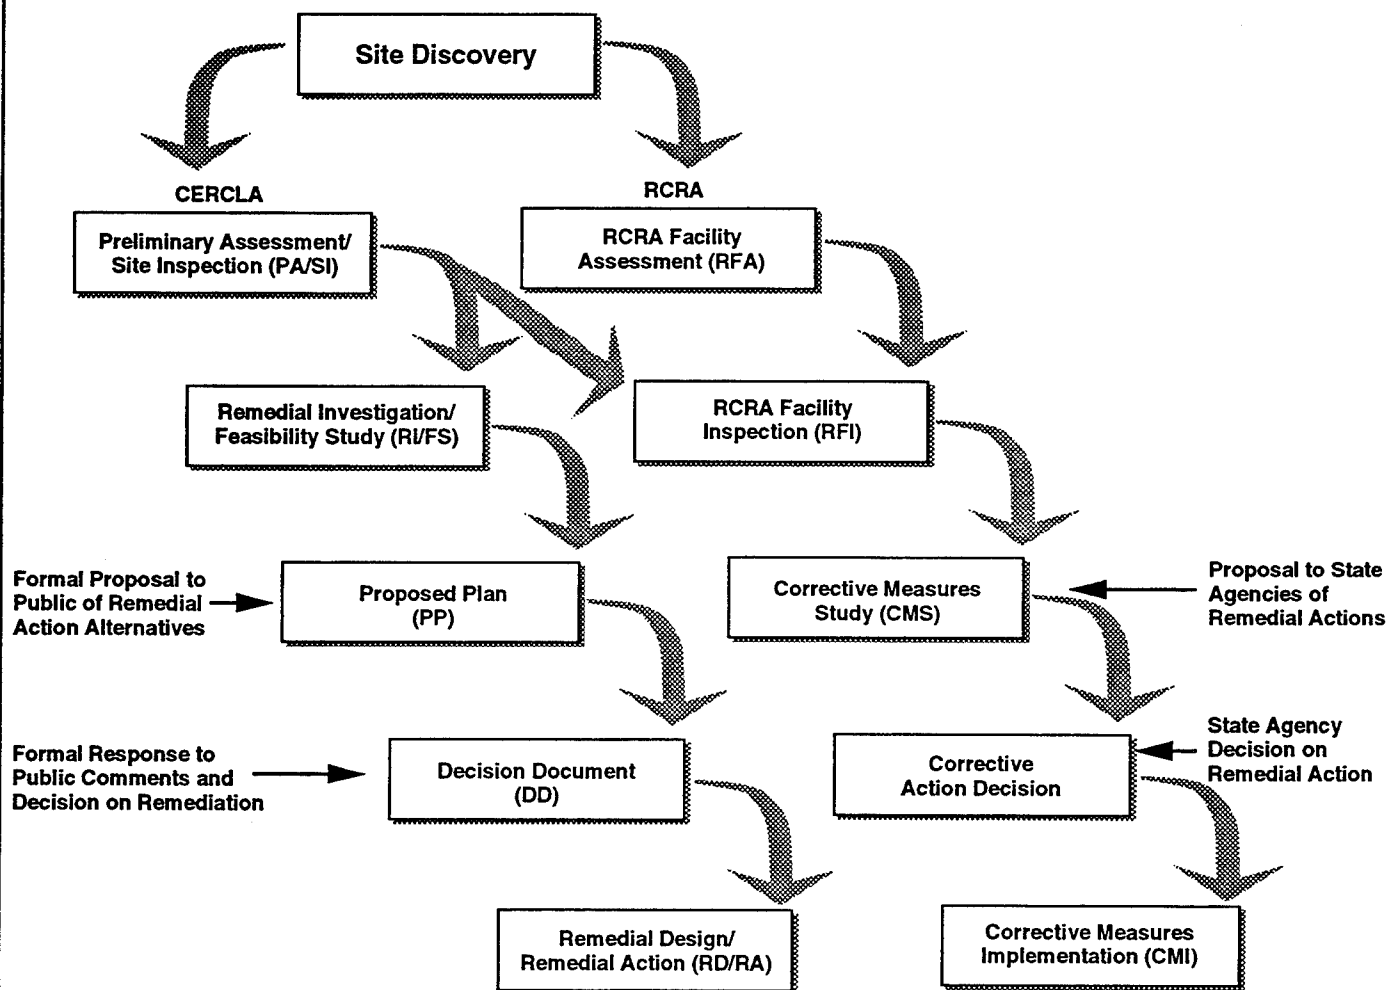 Site Discovery
CERCLA
RCRA
Preliminary Assessment/
Site Inspection (PA/SI)
RCRA Facility
Assessment (RFA)
Remedial Investigation/
Feasibility Study (RI/FS)
RCRA Facility
Inspection (RFI)
Formal Proposal to
Public of Remedial
Action Alternatives
Proposed Plan
(PP)
Corrective Measures
Study (CMS)
Proposal to State
Agencies of
Remedial Actions
Formal Response to
Public Comments and
Decision on Remediation
Decision Document
(DD)
Corrective
Action Decision
State Agency
Decision on
Remedial Action
Remedial Design/
Remedial Action (RD/RA)
Corrective Measures
Implementation (CMI)